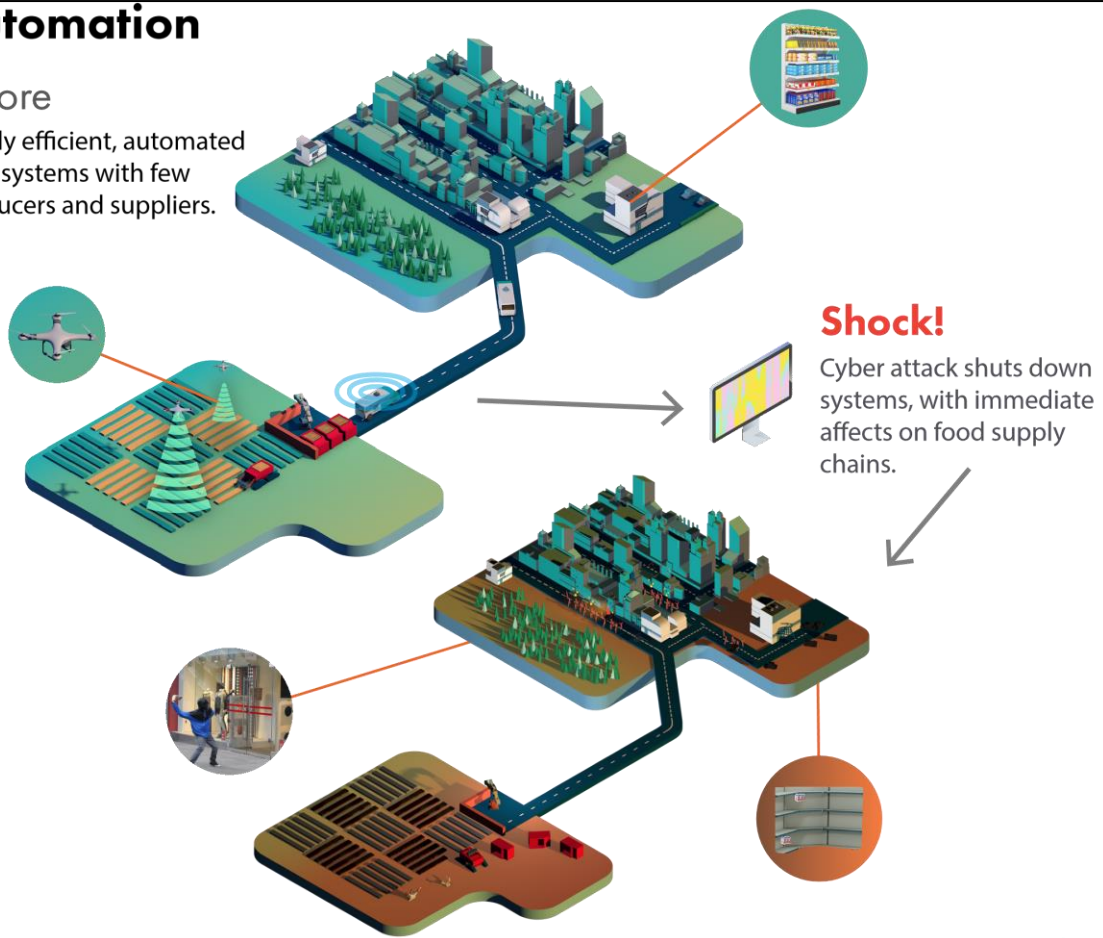 utomation
ore
ly efficient, automated
systems with few
ucers and suppliers.
Shock!
Cyber attack shuts down
systems, with immediate
affects on food supply
chains.